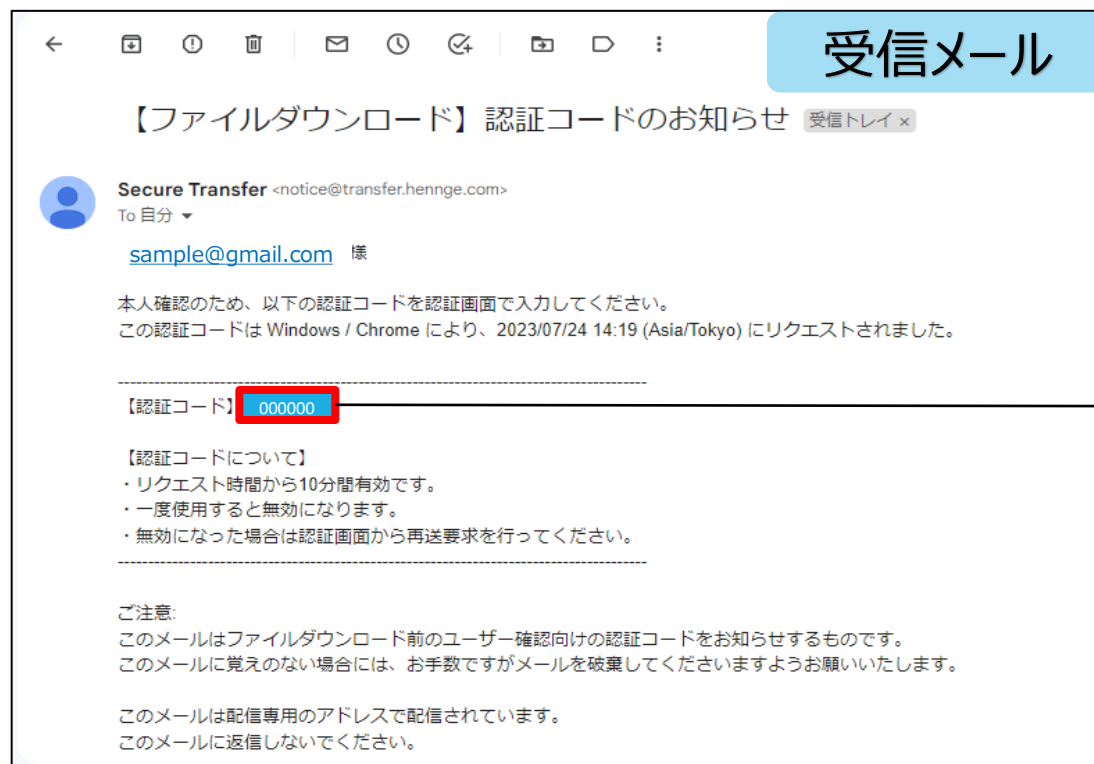 受信メール
【ファイルダウンロード】認証コードのお知らせ 受信トレイ ×
Secure Transfer <notice@transfer.hennge.com>
To 自分
sample@gmail.com 様
本人確認のため、以下の認証コードを認証画面で入力してください。
この認証コードは Windows / Chrome により、2023/07/24 14:19 (Asia/Tokyo) にリクエストされました。
----------------------------------------------------------------------------------------
【認証コード】 000000
【認証コードについて】
・リクエスト時間から10分間有効です。
・一度使用すると無効になります。
・無効になった場合は認証画面から再送要求を行ってください。
----------------------------------------------------------------------------------------
ご注意:
このメールはファイルダウンロード前のユーザー確認向けの認証コードをお知らせするものです。
このメールに覚えのない場合には、お手数ですがメールを破棄してくださいますようお願いいたします。
このメールは配信専用のアドレスで配信されています。
このメールに返信しないでください。